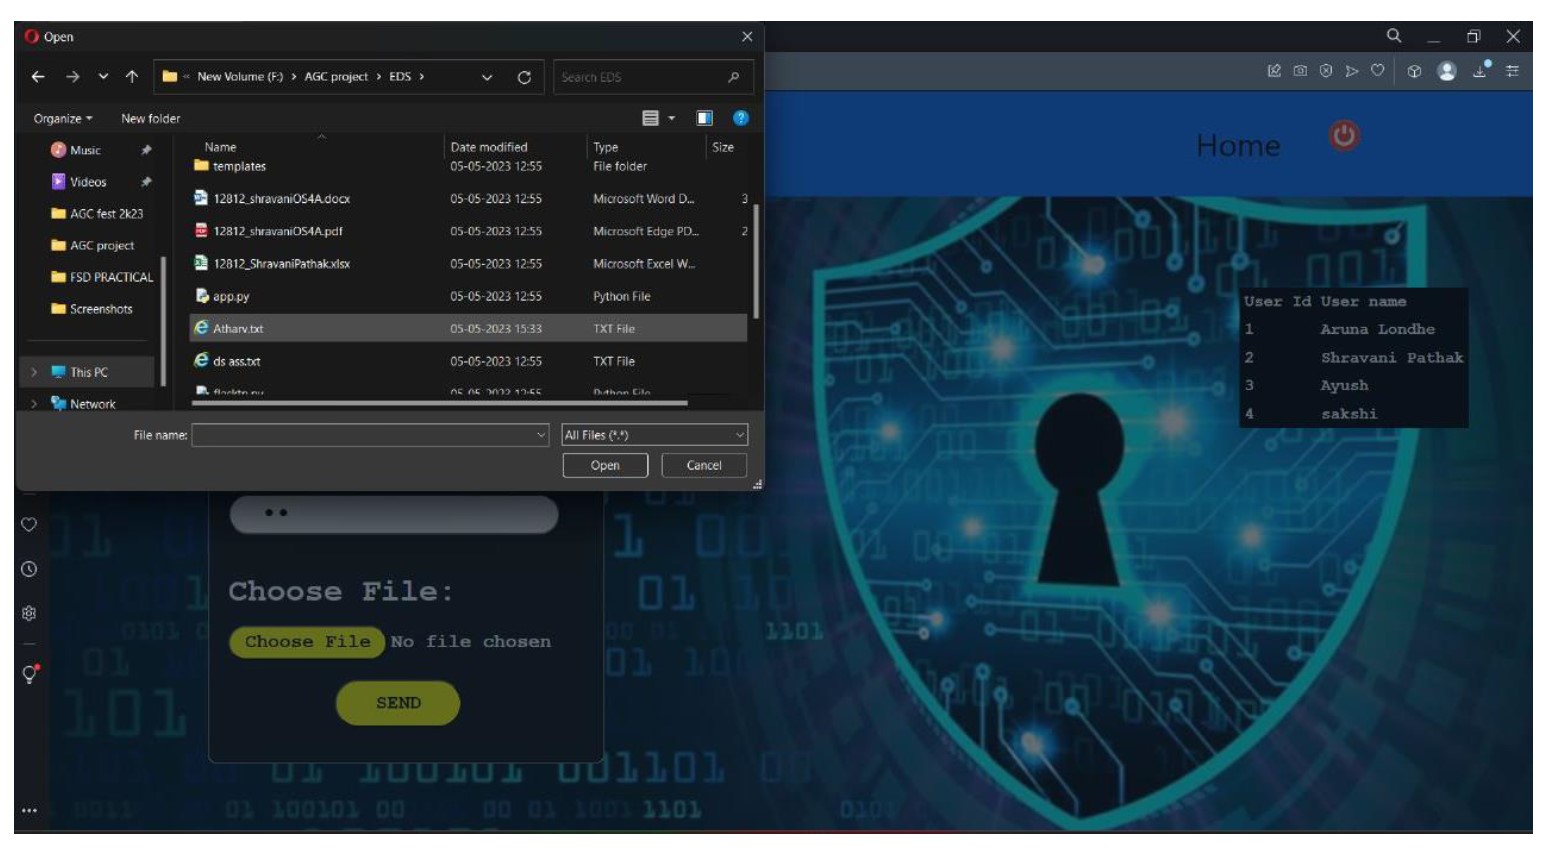 Open
New Volume (F:) > AGC project > EDS >
Search EDS
Organize
New folder
Name Date modified Type Size
templates 05-05-2023 12:55 File folder
12812_shravaniOS4A.docx 05-05-2023 12:55 Microsoft Word D... 3
12812_shravaniOS4A.pdf 05-05-2023 12:55 Microsoft Edge PD... 2
12812_ShravaniPathak.xlsx 05-05-2023 12:55 Microsoft Excel W...
app.py 05-05-2023 12:55 Python File
Atharv.txt 05-05-2023 15:33 TXT File
ds ass.txt 05-05-2023 12:55 TXT File
Music
Videos
AGC fest 2k23
AGC project
FSD PRACTICAL
Screenshots
This PC
Network
File name:
All Files (*.*)
Open
Cancel
Home
User Id User name
1 Aruna Londhe
2 Shravani Pathak
3 Ayush
4 sakshi
Choose File:
Choose File No file chosen
SEND